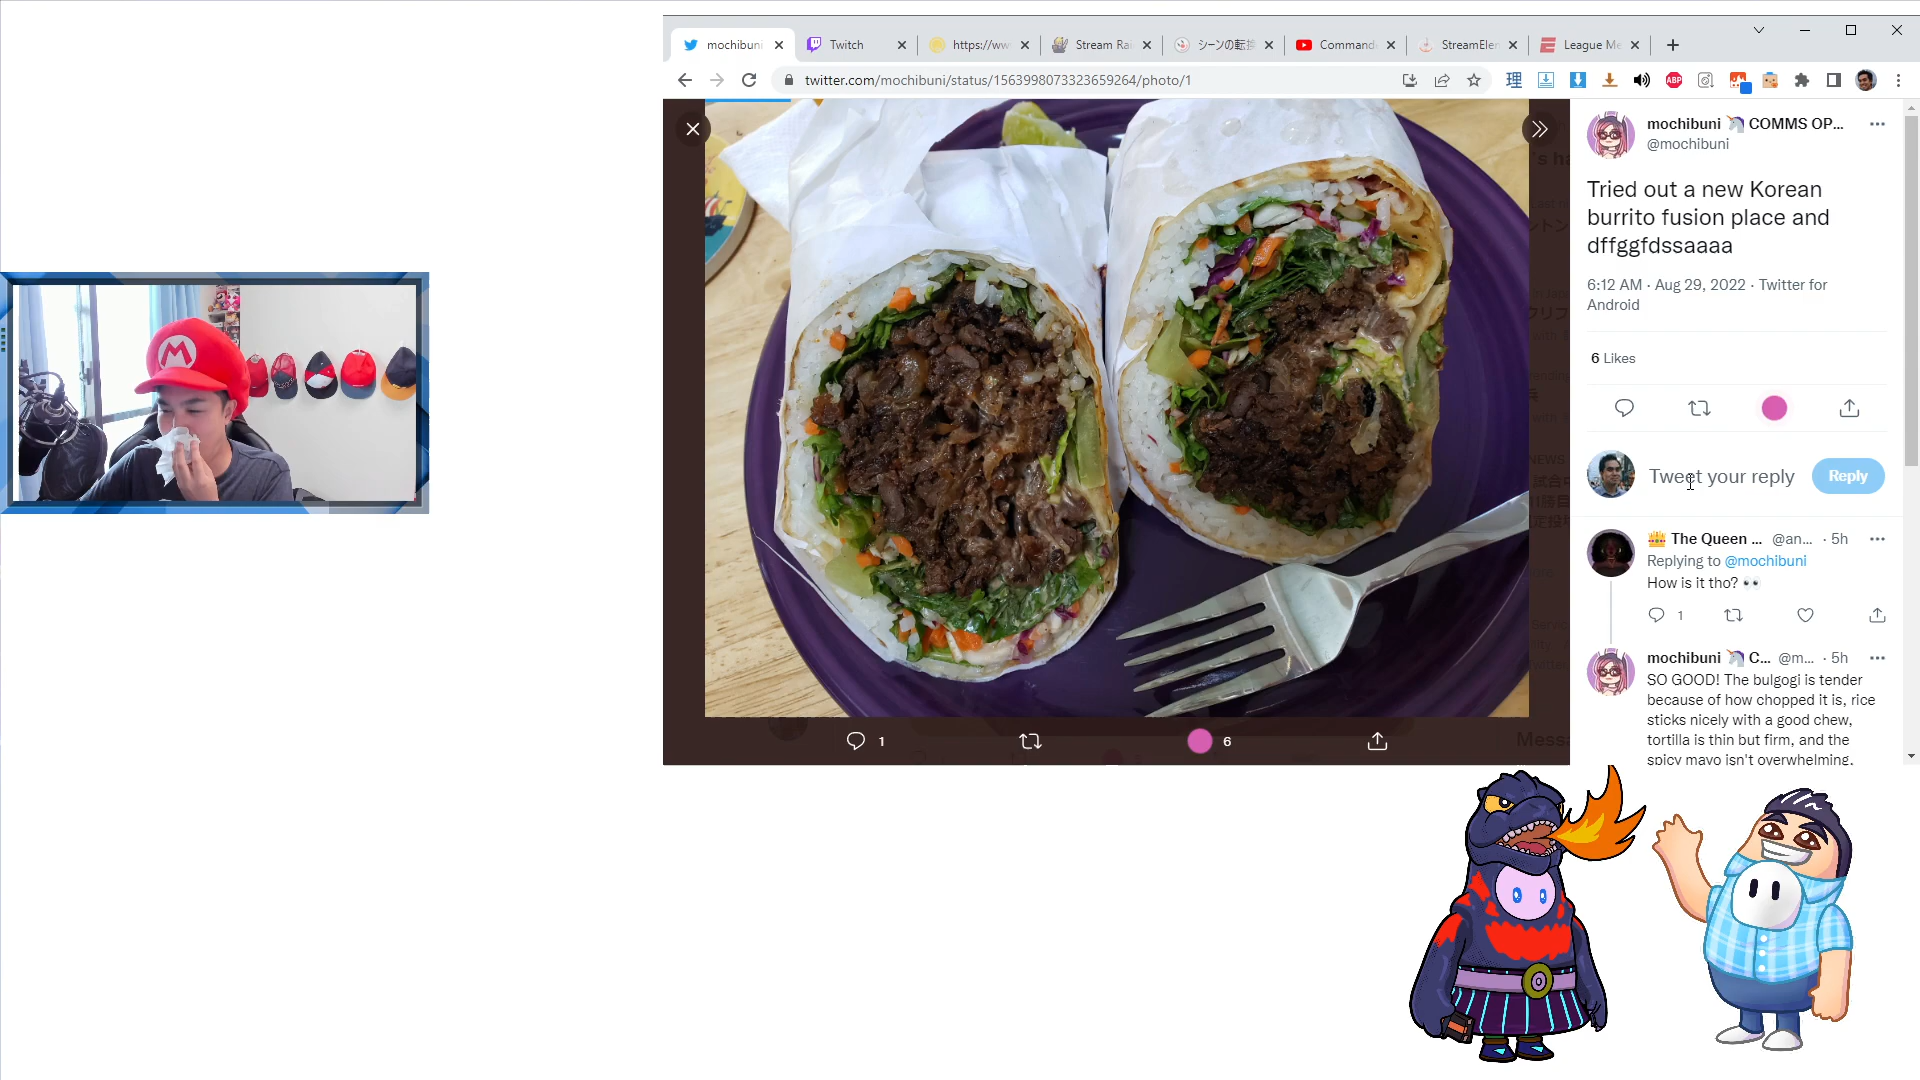 mochibuni
Twitch
https://ww
Stream Rai
シーンの転換
Command
StreamEle
League Me
twitter.com/mochibuni/status/1563998073323659264/photo/1
理
ABP
M
mochibuni 🦄 COMMS OP...
@mochibuni
Tried out a new Korean
burrito fusion place and
dffggfdssaaaa
6:12 AM · Aug 29, 2022 · Twitter for
Android
6 Likes
Tweet your reply
Reply
👑 The Queen ... @an... · 5h
Replying to @mochibuni
How is it tho? 👀
1
mochibuni 🦄 C... @m... · 5h
SO GOOD! The bulgogi is tender
because of how chopped it is, rice
sticks nicely with a good chew,
tortilla is thin but firm, and the
spicy mayo isn't overwhelming.
1
6